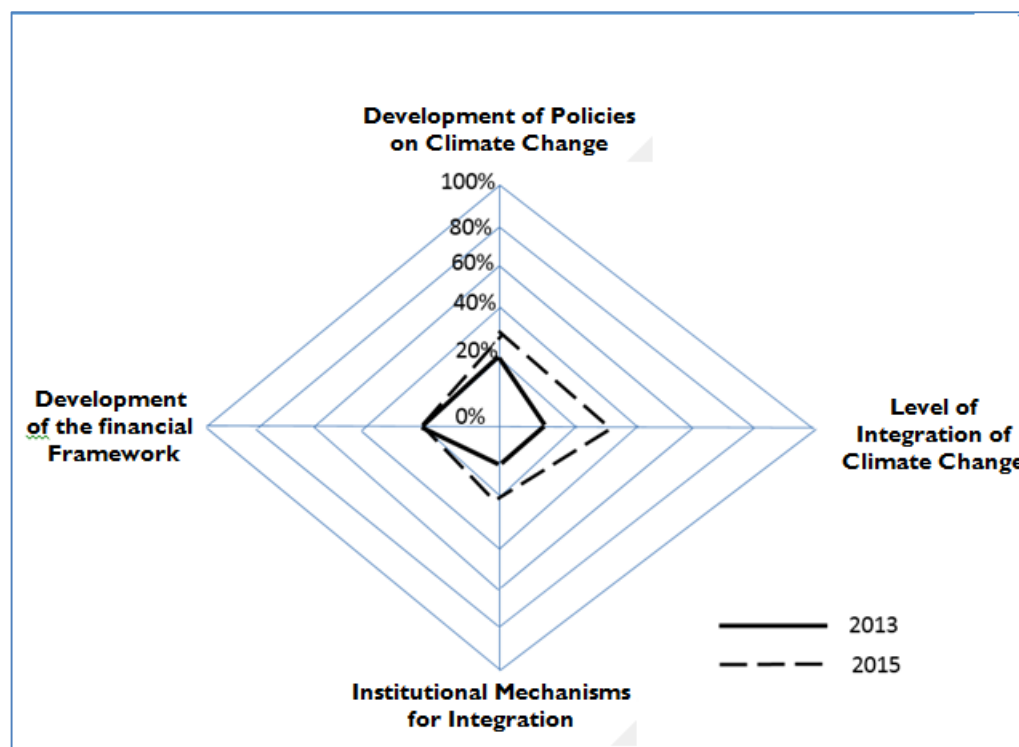 Development of Policies
on Climate Change
100%
80%
60%
40%
20%
0%
Development
of the financial
Framework
Level of
Integration of
Climate Change
Institutional Mechanisms
for Integration
2013
2015